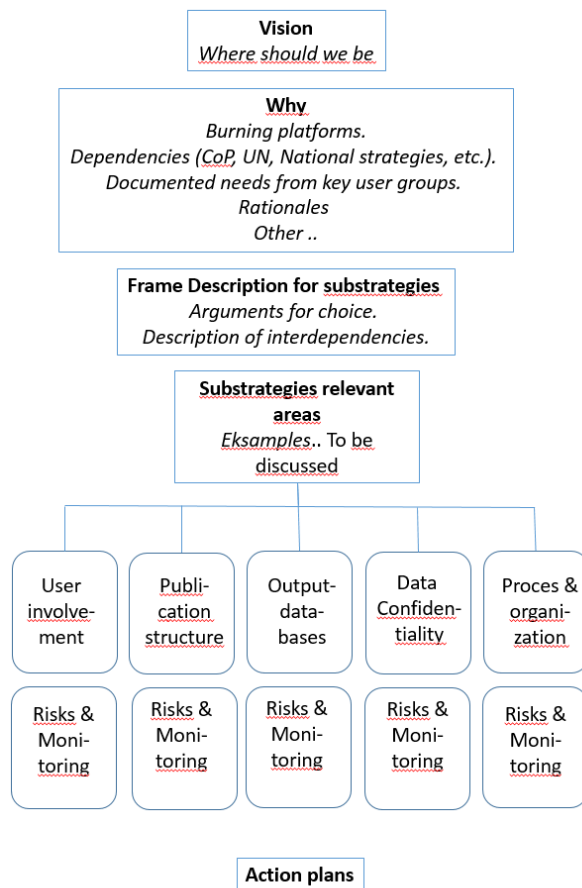 Vision
Where should we be
Why
Burning platforms.
Dependencies (CoP, UN, National strategies, etc.).
Documented needs from key user groups.
Rationales
Other ..
Frame Description for substrategies
Arguments for choice.
Description of interdependencies.
Substrategies relevant
areas
Eksamples.. To be
discussed
User
involve-
ment
Publi-
cation
structure
Output-
data-
bases
Data
Confiden-
tiality
Proces &
organi-
zation
Risks &
Moni-
toring
Risks &
Moni-
toring
Risks &
Moni-
toring
Risks &
Moni-
toring
Risks &
Moni-
toring
Action plans